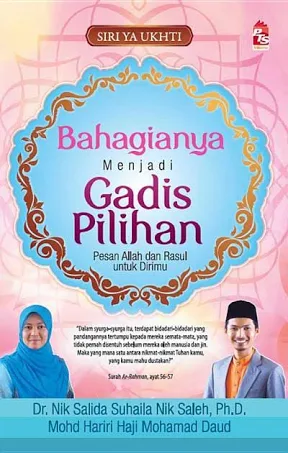 SIRI YA UKHTI
PTS
Bahagianya
Menjadi
Gadis
Pilihan
Pesan Allah dan Rasul
untuk Dirimu
"Dalam syurga-syurga itu, terdapat bidadari-bidadari yang
pandangannya tertumpu kepada mereka semata-mata, yang
tidak pernah disentuh sebelum mereka oleh manusia dan jin.
Maka yang mana satu antara nikmat-nikmat Tuhan kamu,
yang kamu mahu dustakan?"
Surah Ar-Rahman, ayat 56-57
Dr. Nik Salida Suhaila Nik Saleh, Ph.D.
Mohd Hariri Haji Mohamad Daud